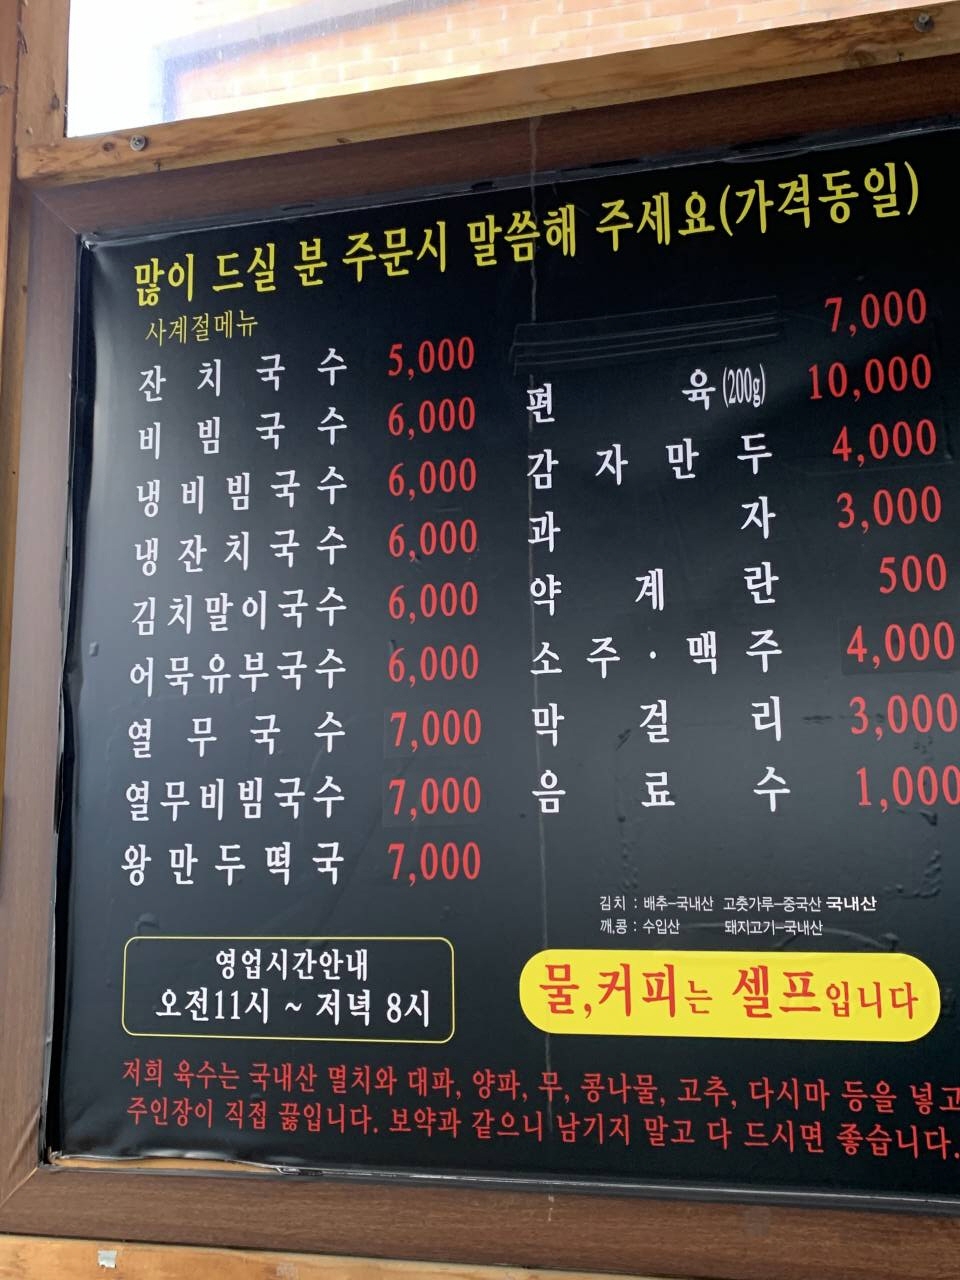 많이 드실 분 주문시 말씀해 주세요(가격동일)
사계절메뉴
잔치국수 5,000
비빔국수 6,000
냉비빔국수 6,000
냉잔치국수 6,000
김치말이국수 6,000
어묵유부국수 6,000
열무국수 7,000
열무비빔국수 7,000
왕만두떡국 7,000
7,000
편육(200g) 10,000
감자만두 4,000
과자 3,000
약계란 500
소주·맥주 4,000
막걸리 3,000
음료수 1,000
김치 : 배추-국내산 고춧가루-중국산 국내산
깨,콩 : 수입산 돼지고기-국내산
영업시간안내
오전11시 ~ 저녁 8시
물,커피는 셀프입니다
저희 육수는 국내산 멸치와 대파, 양파, 무, 콩나물, 고추, 다시마 등을 넣고
주인장이 직접 끓입니다. 보약과 같으니 남기지 말고 다 드시면 좋습니다.